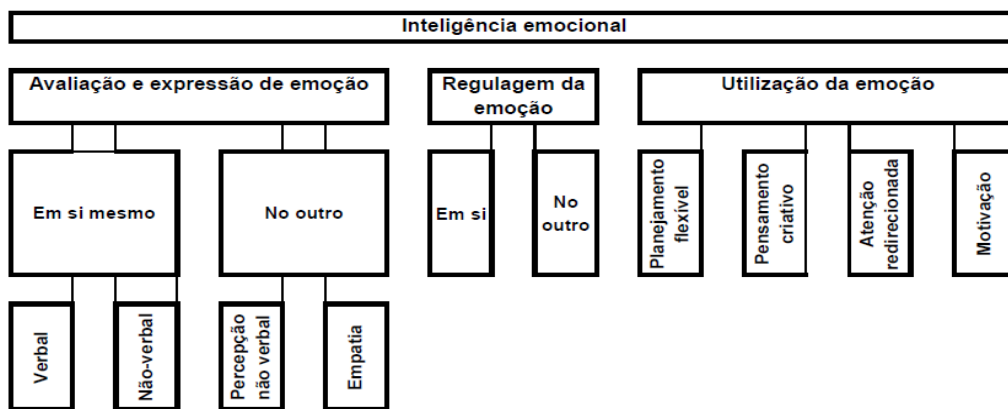 Inteligência emocional
Avaliação e expressão de emoção
Regulagem da
emoção
Utilização da emoção
Em si mesmo
No outro
Em si
No
outro
Planejamento
flexível
Pensamento
criativo
Atenção
redirecionada
Motivação
Verbal
Não-verbal
Percepção
não verbal
Empatia